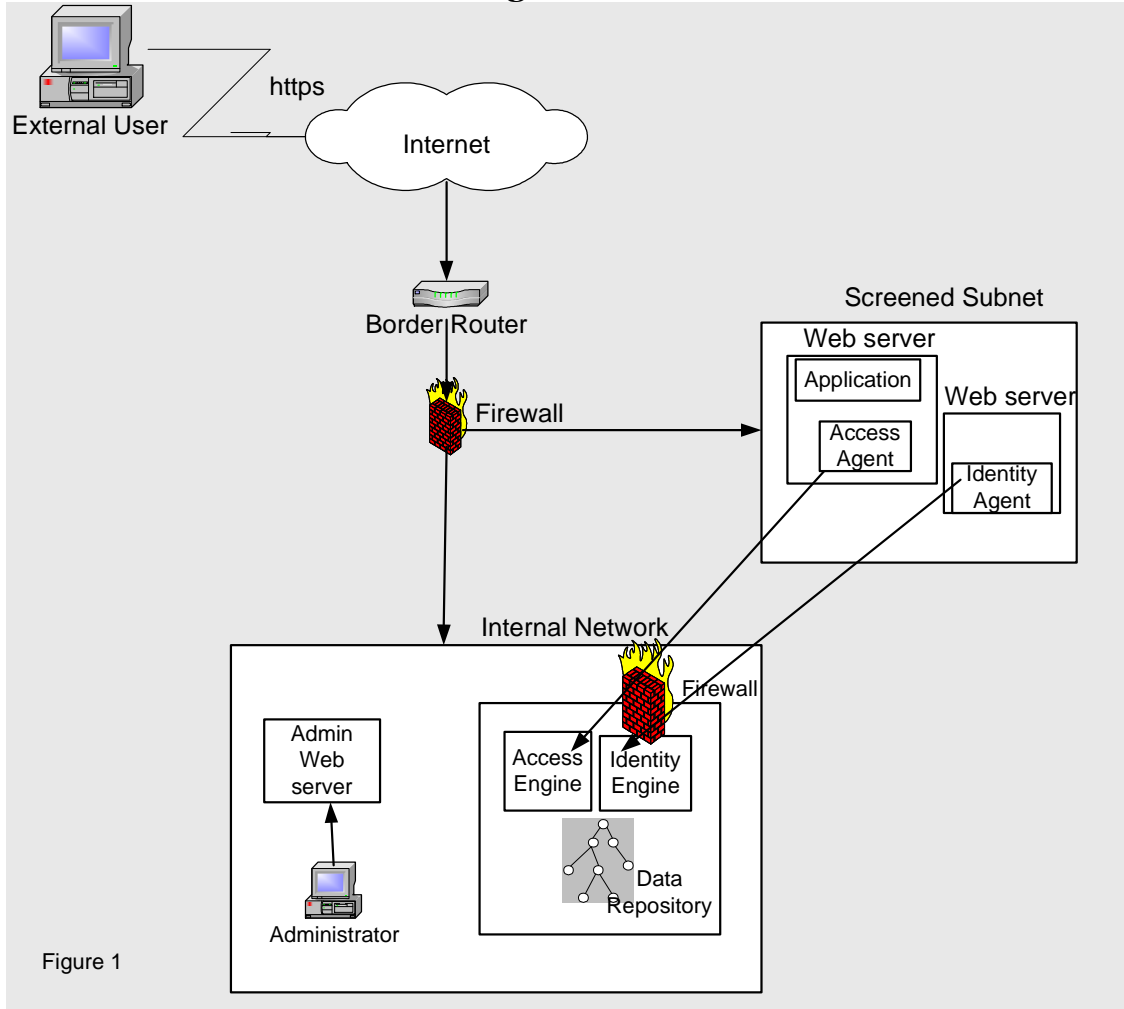 External User
https
Internet
Border Router
Firewall
Screened Subnet
Web server
Application
Access
Agent
Web server
Identity
Agent
Internal Network
Firewall
Admin
Web
server
Access
Engine
Identity
Engine
Data
Repository
Administrator
Figure 1